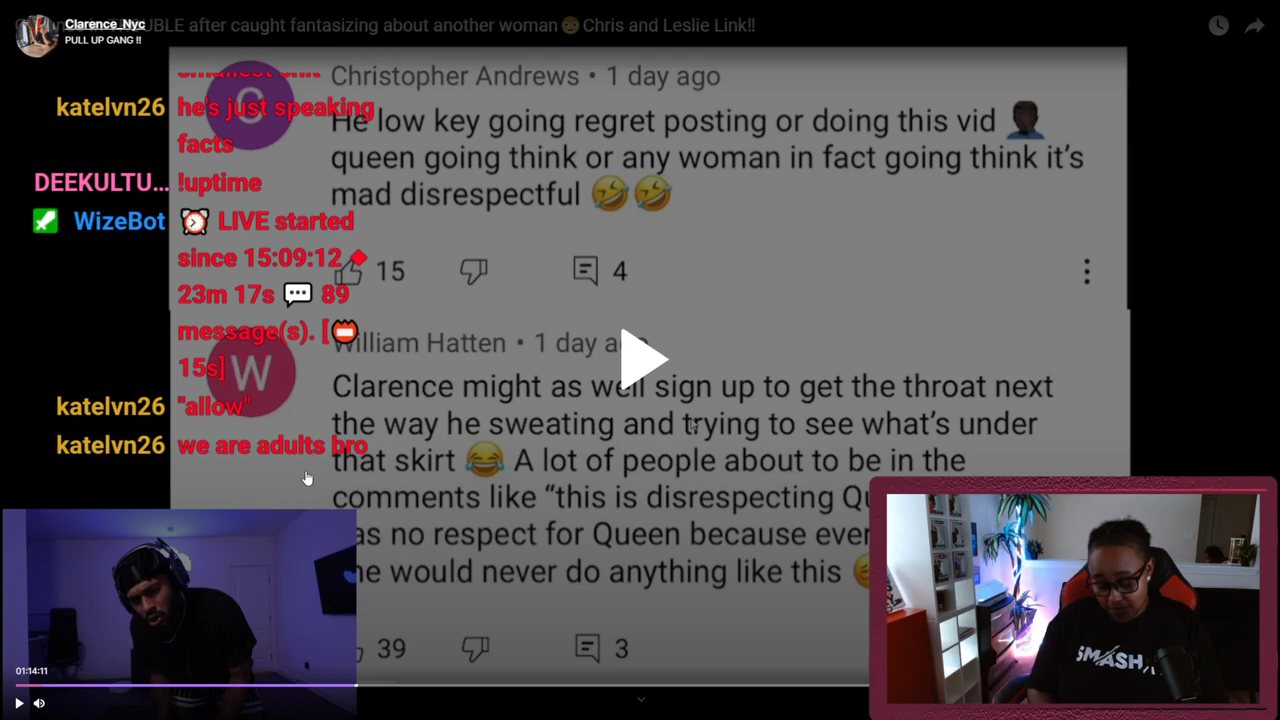 UBLE after caught fantasizing about another woman😳Chris and Leslie Link!!
Clarence_Nyc
PULL UP GANG !!
Christopher Andrews • 1 day ago
He low key going regret posting or doing this vid 🤦🏿‍♂️
queen going think or any woman in fact going think it's
mad disrespectful 🤣🤣
15 4
William Hatten • 1 day
Clarence might as well sign up to get the throat next
the way he sweating and trying to see what's under
that skirt 😂 A lot of people about to be in the
comments like “this is disrespecting
has no respect for Queen because
he would never do anything like this
39 3
katelvn26 he's just speaking
facts
DEEKULTU... !uptime
WizeBot ⏰ LIVE started
since 15:09:12 ♦
23m 17s 💬 89
message(s). [📛
15s]
katelvn26 "allow"
katelvn26 we are adults bro
C
W
01:14:11
SMASH